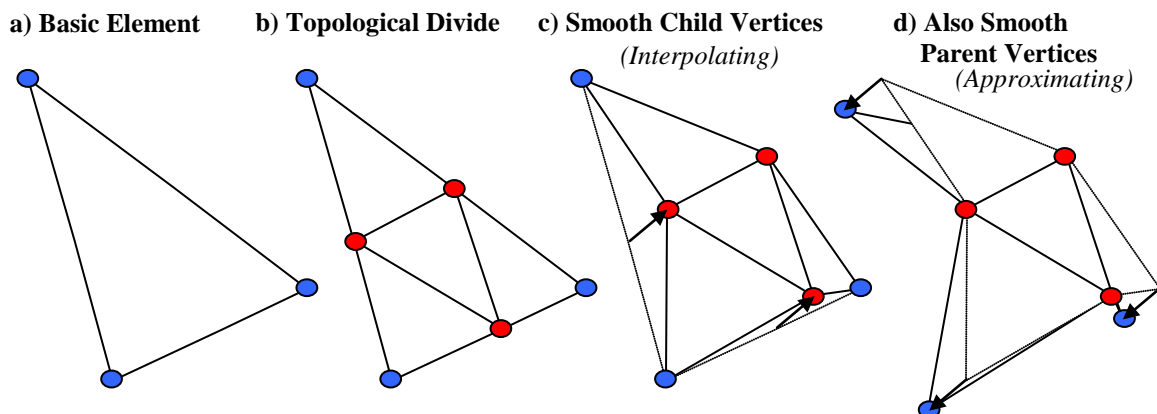 a) Basic Element
b) Topological Divide
c) Smooth Child Vertices
(Interpolating)
d) Also Smooth
Parent Vertices
(Approximating)